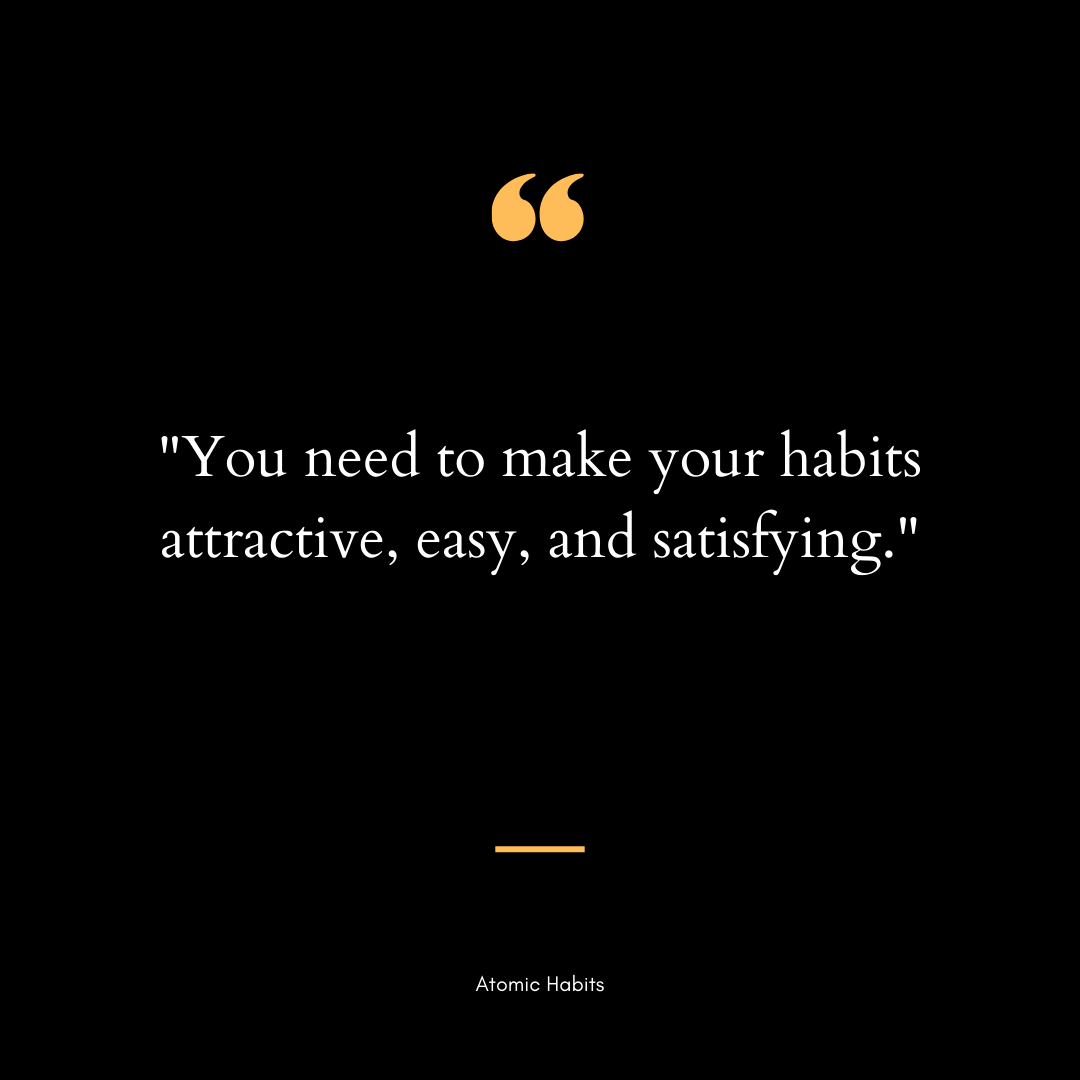 "You need to make your habits
attractive, easy, and satisfying."
Atomic Habits